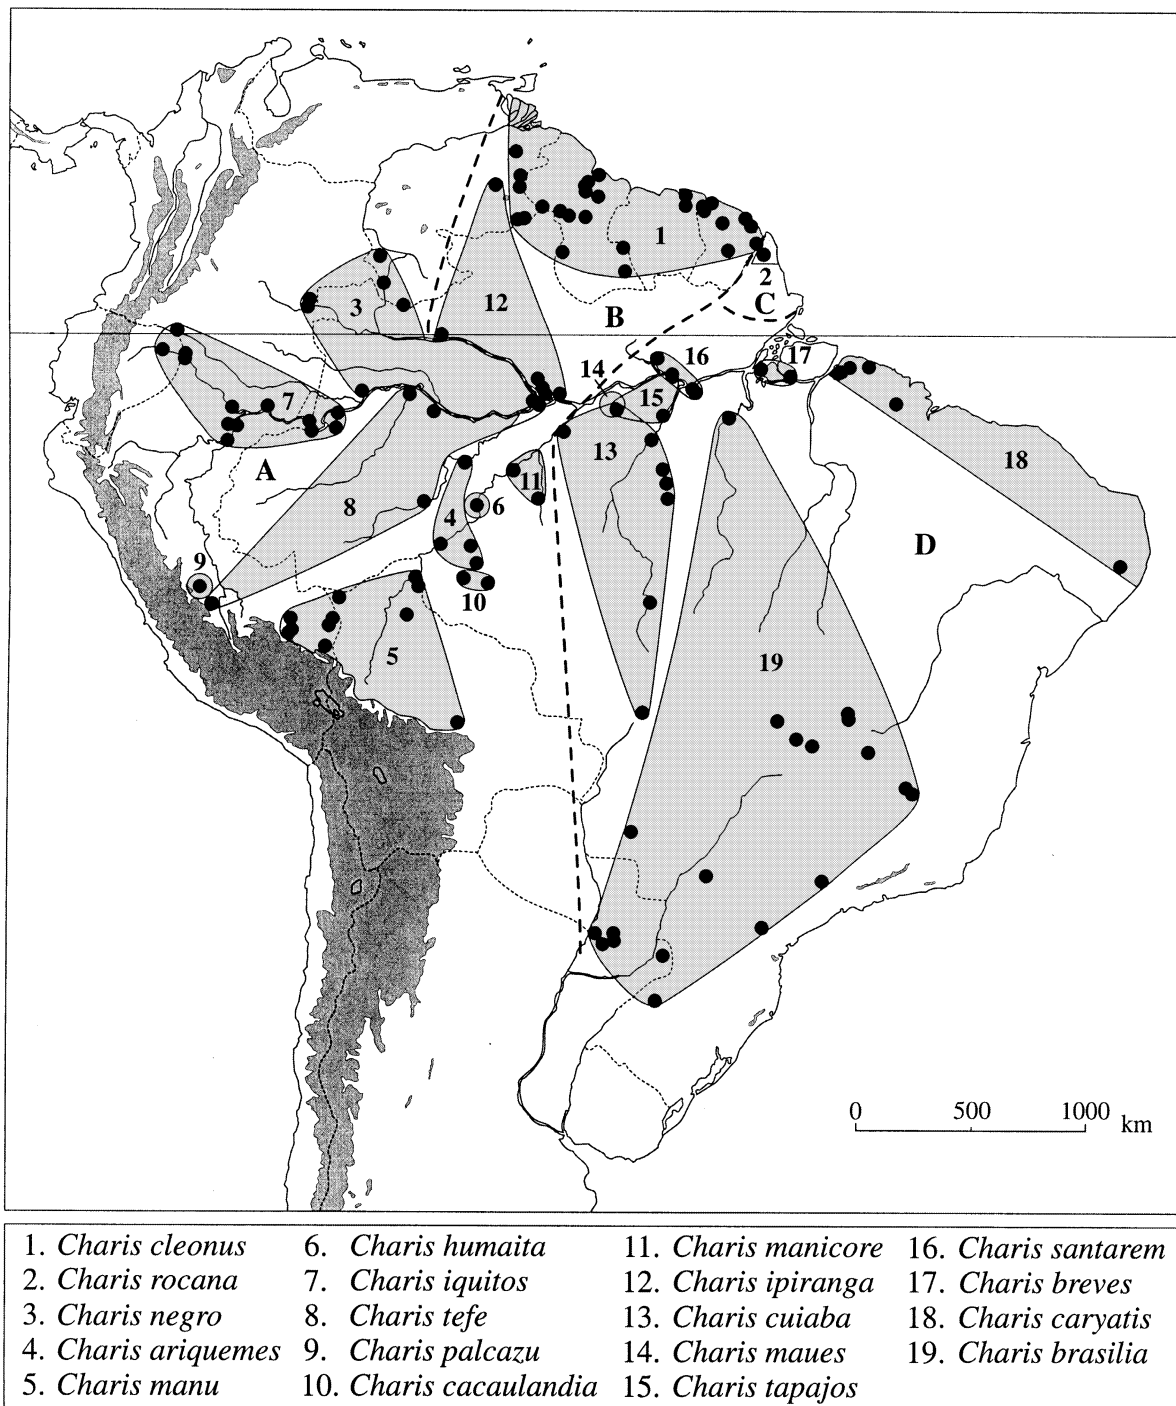 1
2
C
B
3
12
14
16
17
15
7
13
18
A
11
8
4
6
D
9
10
5
19
0 500 1000 km
1. Charis cleonus 6. Charis humaita 11. Charis manicore 16. Charis santarem
2. Charis rocana 7. Charis iquitos 12. Charis ipiranga 17. Charis breves
3. Charis negro 8. Charis tefe 13. Charis cuiaba 18. Charis caryatis
4. Charis ariquemes 9. Charis palcazu 14. Charis maues 19. Charis brasilia
5. Charis manu 10. Charis cacaulandia 15. Charis tapajos